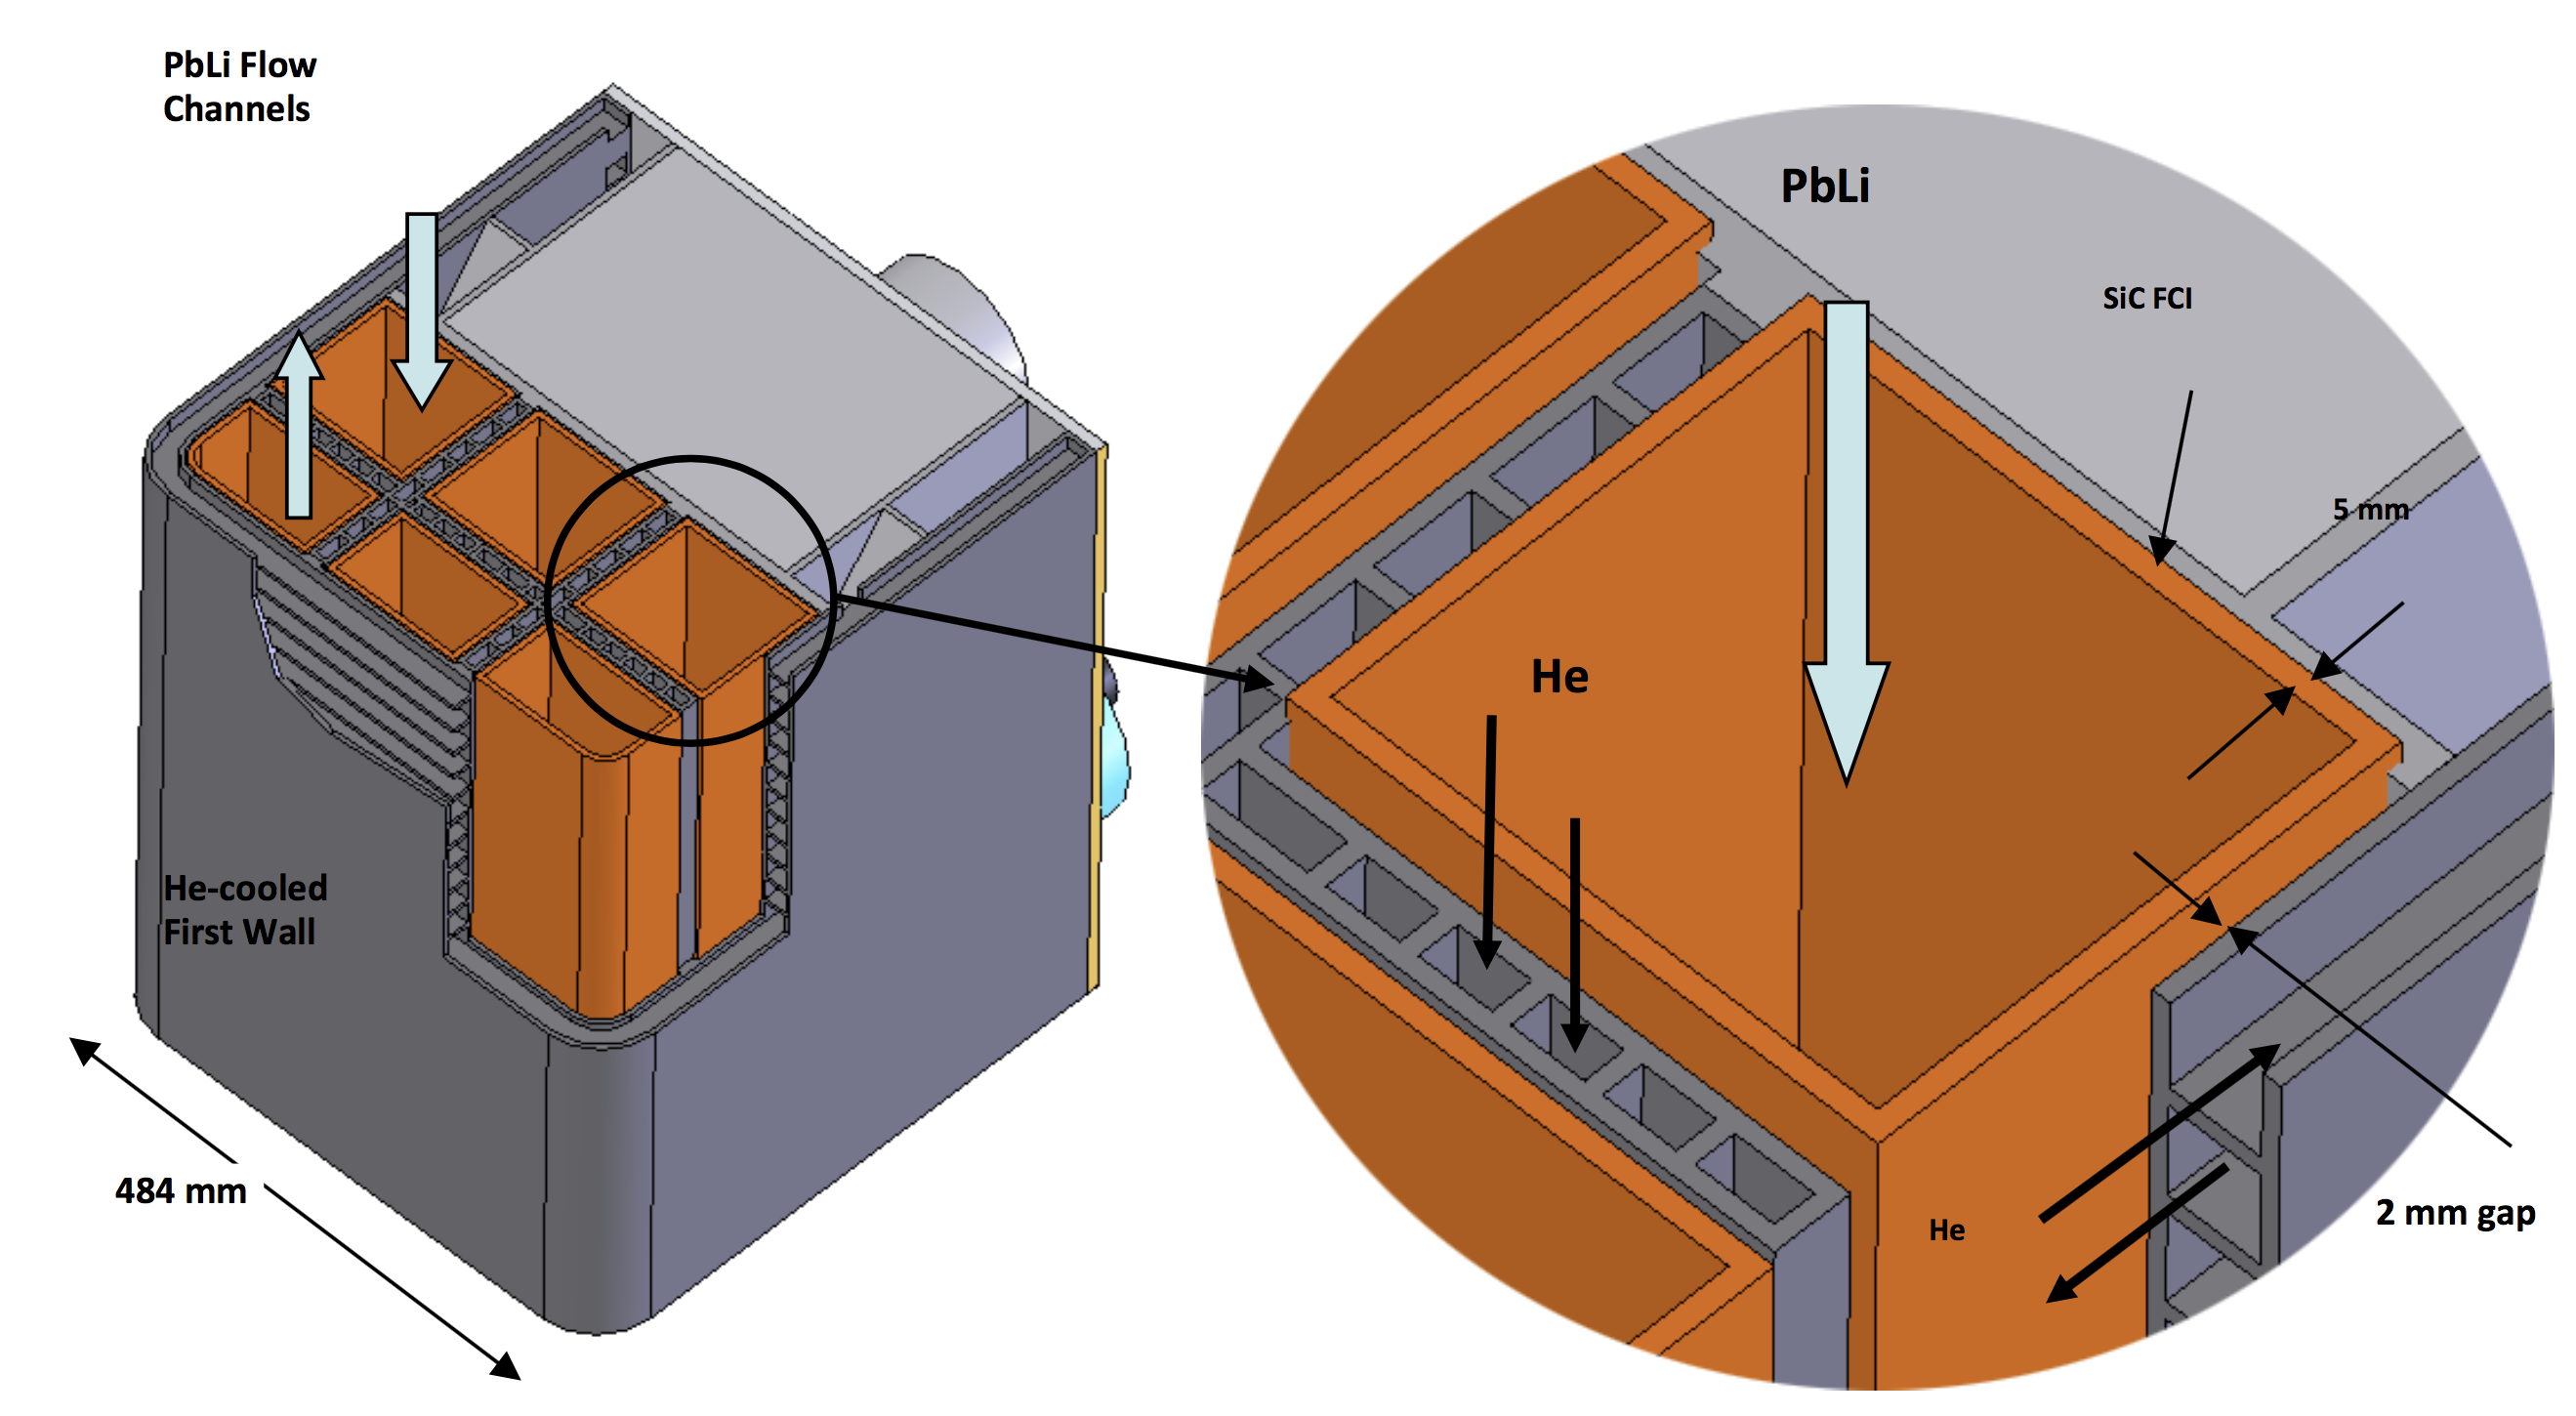 PbLi Flow
Channels
He-cooled
First Wall
484 mm
PbLi
SiC FCI
5 mm
He
He
2 mm gap